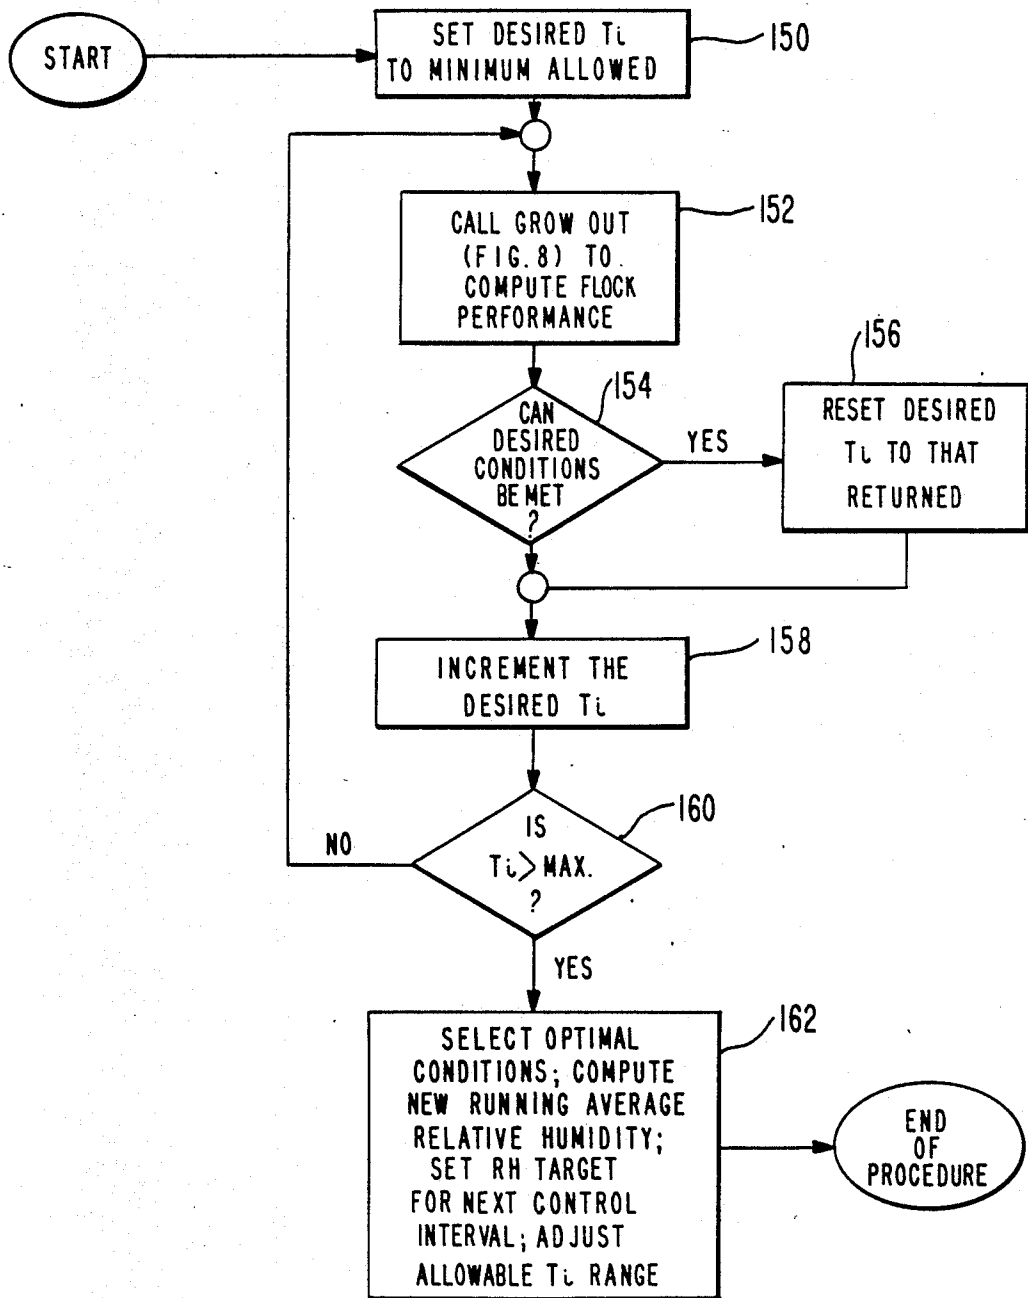 START
SET DESIRED Ti
TO MINIMUM ALLOWED
150
CALL GROW OUT
(FIG.8) TO.
COMPUTE FLOCK
PERFORMANCE
152
CAN
DESIRED
CONDITIONS
BE MET
?
154
YES
156
RESET DESIRED
Ti TO THAT
RETURNED
INCREMENT THE
DESIRED Ti
158
IS
Ti>MAX.
?
160
NO
YES
SELECT OPTIMAL
CONDITIONS; COMPUTE
NEW RUNNING AVERAGE
RELATIVE HUMIDITY;
SET RH TARGET
FOR NEXT CONTROL
INTERVAL; ADJUST
ALLOWABLE Ti RANGE
162
END
OF
PROCEDURE